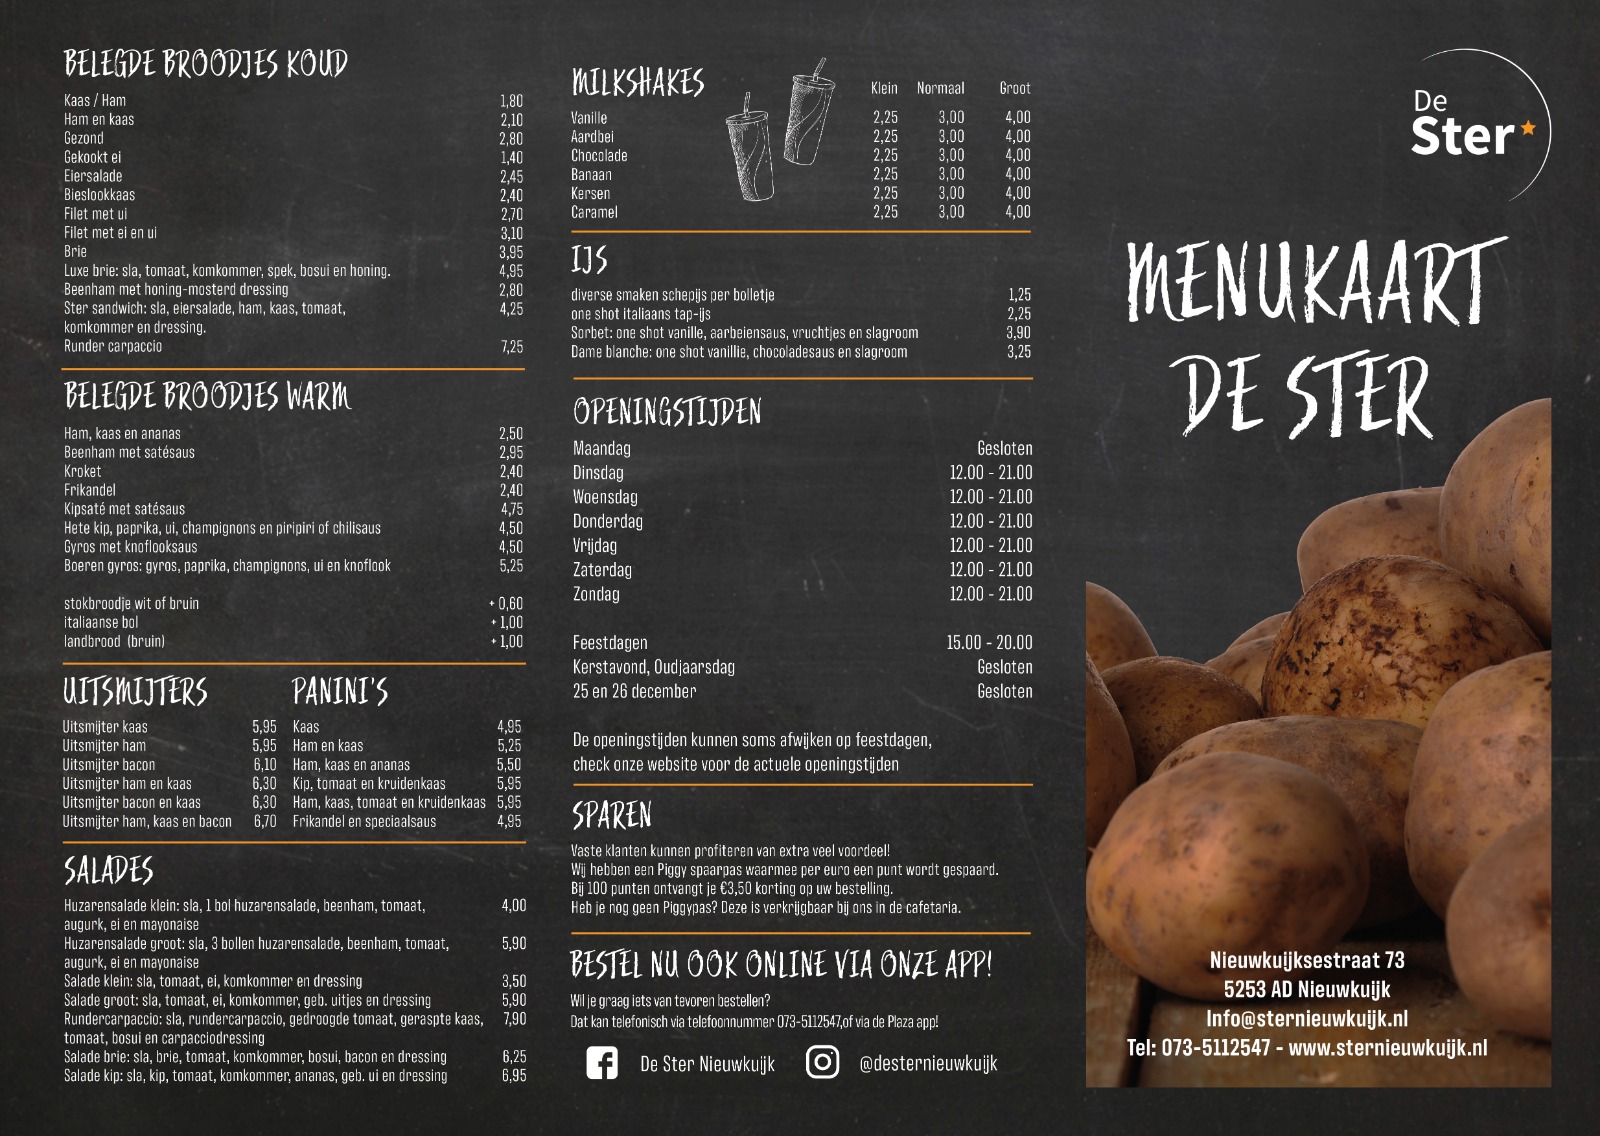 BELEGDE BROODJES KOUD
Kaas / Ham 1,80
Ham en kaas 2,10
Gezond 2,80
Gekookt ei 1,40
Eiersalade 2,45
Bieslookkaas 2,40
Filet met ui 2,70
Filet met ei en ui 3,10
Brie 3,95
Luxe brie: sla, tomaat, komkommer, spek, bosui en honing. 4,95
Beenham met honing-mosterd dressing 2,80
Ster sandwich: sla, eiersalade, ham, kaas, tomaat, 4,25
komkommer en dressing.
Runder carpaccio 7,25
BELEGDE BROODJES WARM
Ham, kaas en ananas 2,50
Beenham met satésaus 2,95
Kroket 2,40
Frikandel 2,40
Kipsaté met satésaus 4,75
Hete kip, paprika, ui, champignons en piripiri of chilisaus 4,50
Gyros met knoflooksaus 4,50
Boeren gyros: gyros, paprika, champignons, ui en knoflook 5,25
stokbroodje wit of bruin + 0,60
italiaanse bol + 1,00
landbrood (bruin) + 1,00
UITSMIJTERS
Uitsmijter kaas 5,95
Uitsmijter ham 5,95
Uitsmijter bacon 6,10
Uitsmijter ham en kaas 6,30
Uitsmijter bacon en kaas 6,30
Uitsmijter ham, kaas en bacon 6,70
PANINI'S
Kaas 4,95
Ham en kaas 5,25
Ham, kaas en ananas 5,50
Kip, tomaat en kruidenkaas 5,95
Ham, kaas, tomaat en kruidenkaas 5,95
Frikandel en speciaalsaus 4,95
SALADES
Huzarensalade klein: sla, 1 bol huzarensalade, beenham, tomaat, 4,00
augurk, ei en mayonaise
Huzarensalade groot: sla, 3 bollen huzarensalade, beenham, tomaat, 5,90
augurk, ei en mayonaise
Salade klein: sla, tomaat, ei, komkommer en dressing 3,50
Salade groot: sla, tomaat, ei, komkommer, geb. uitjes en dressing 5,90
Rundercarpaccio: sla, rundercarpaccio, gedroogde tomaat, geraspte kaas, 7,90
tomaat, bosui en carpacciodressing
Salade brie: sla, brie, tomaat, komkommer, bosui, bacon en dressing 6,25
Salade kip: sla, kip, tomaat, komkommer, ananas, geb. ui en dressing 6,95
MILKSHAKES Klein Normaal Groot
Vanille 2,25 3,00 4,00
Aardbei 2,25 3,00 4,00
Chocolade 2,25 3,00 4,00
Banaan 2,25 3,00 4,00
Kersen 2,25 3,00 4,00
Caramel 2,25 3,00 4,00
IJS
diverse smaken schepijs per bolletje 1,25
one shot italiaans tap-ijs 2,25
Sorbet: one shot vanille, aarbeiensaus, vruchtjes en slagroom 3,90
Dame blanche: one shot vanillie, chocoladesaus en slagroom 3,25
OPENINGSTIJDEN
Maandag Gesloten
Dinsdag 12.00 - 21.00
Woensdag 12.00 - 21.00
Donderdag 12.00 - 21.00
Vrijdag 12.00 - 21.00
Zaterdag 12.00 - 21.00
Zondag 12.00 - 21.00
Feestdagen 15.00 - 20.00
Kerstavond, Oudjaarsdag Gesloten
25 en 26 december Gesloten
De openingstijden kunnen soms afwijken op feestdagen,
check onze website voor de actuele openingstijden
SPAREN
Vaste klanten kunnen profiteren van extra veel voordeel!
Wij hebben een Piggy spaarpas waarmee per euro een punt wordt gespaard.
Bij 100 punten ontvangt je €3,50 korting op uw bestelling.
Heb je nog geen Piggypas? Deze is verkrijgbaar bij ons in de cafetaria.
BESTEL NU OOK ONLINE VIA ONZE APP!
Wil je graag iets van tevoren bestellen?
Dat kan telefonisch via telefoonnummer 073-5112547,of via de Plaza app!
De Ster Nieuwkuijk @desternieuwkuijk
De
Ster
MENUKAART
DE STER
Nieuwkuijksestraat 73
5253 AD Nieuwkuijk
Info@sternieuwkuijk.nl
Tel: 073-5112547 - www.sternieuwkuijk.nl